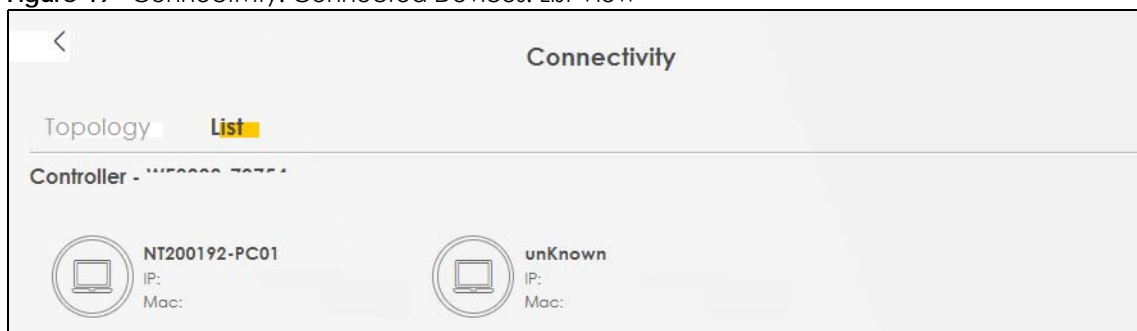 Connectivity
Topology List
Controller -
NT200192-PC01
IP:
Mac:
unKnown
IP:
Mac: